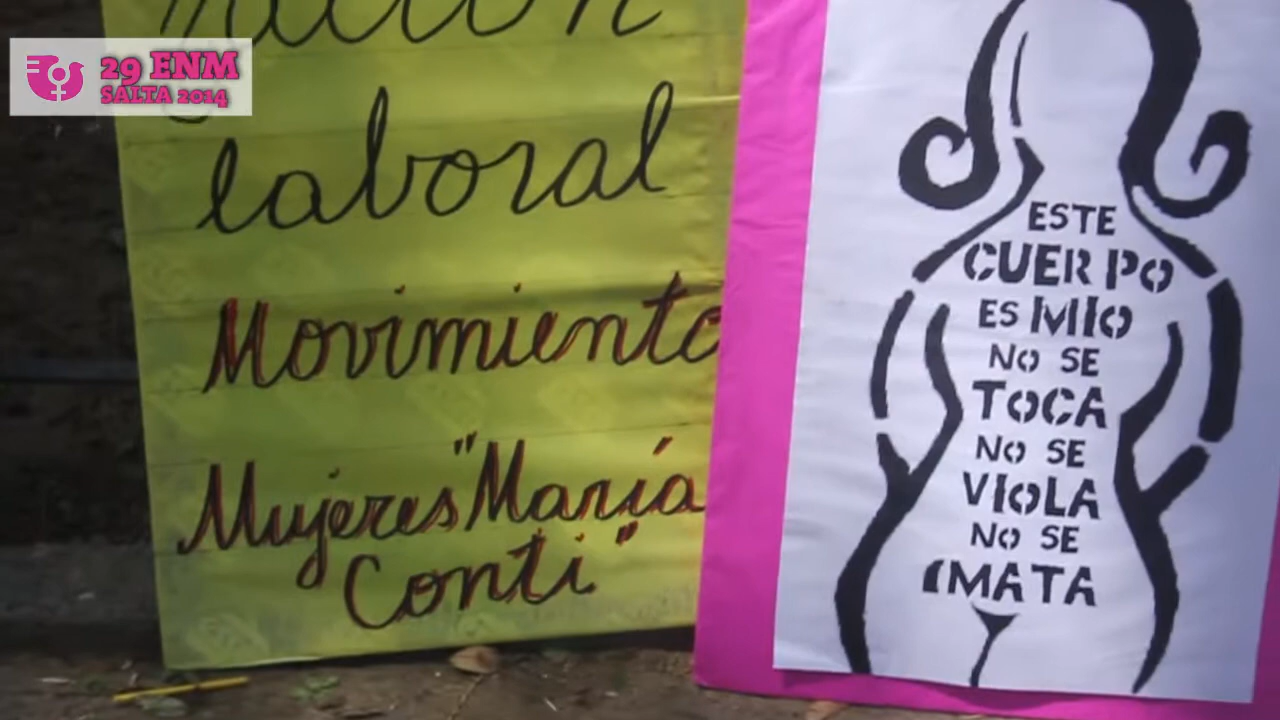 29 ENM
SALTA 2014
laboral
Movimiento
Mujeres "María
Conti"
ESTE
CUERPO
ES MIO
NO SE
TOCA
NO SE
VIOLA
NO SE
MATA